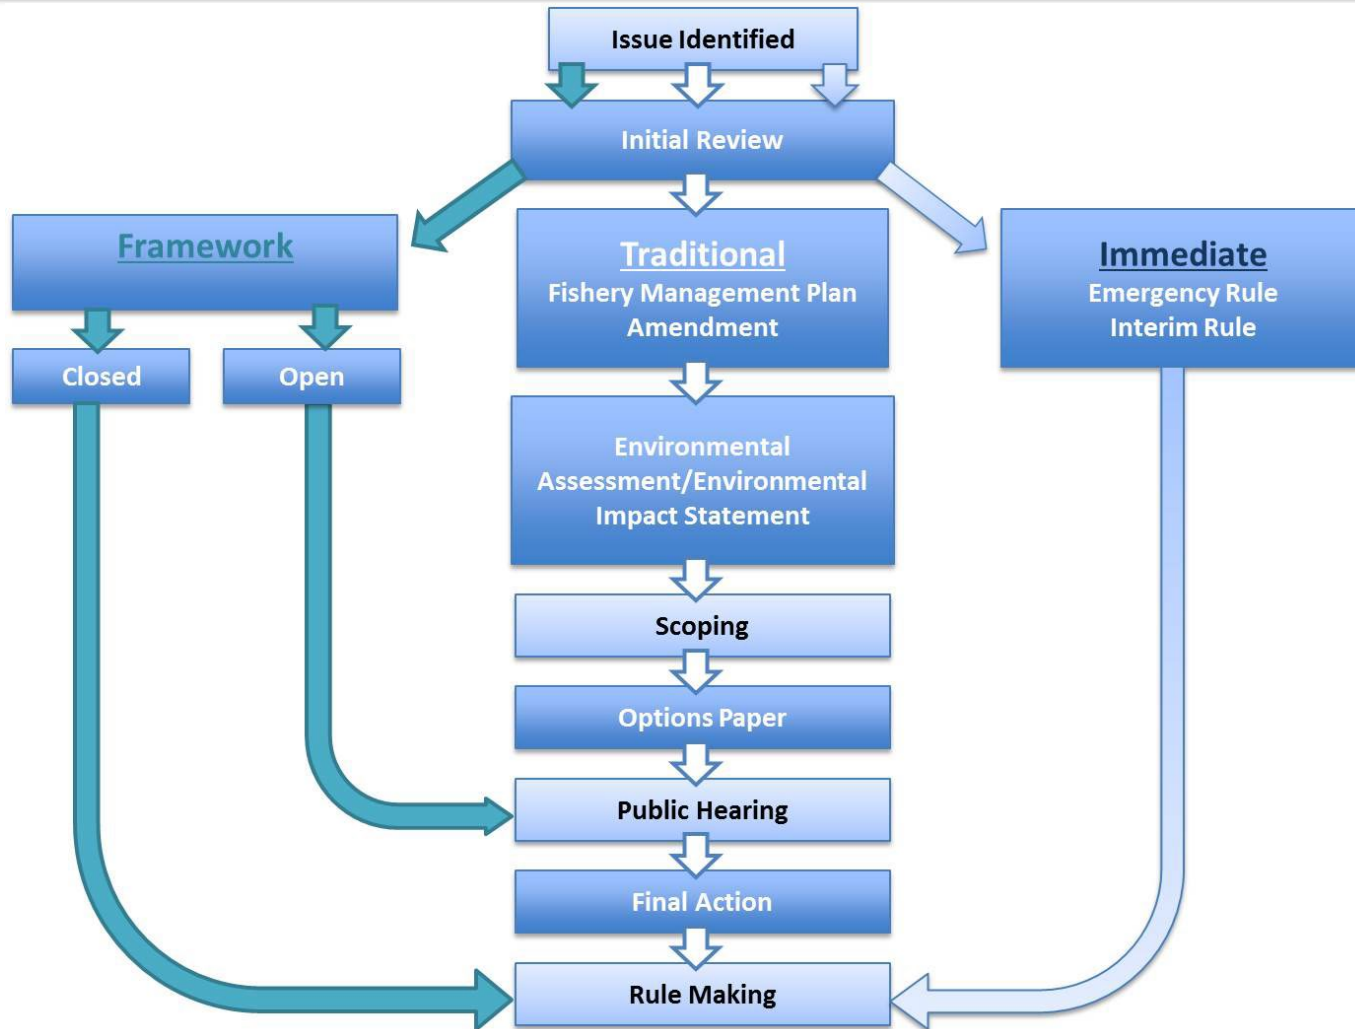 Issue Identified
Initial Review
Framework
Closed
Open
Traditional
Fishery Management Plan
Amendment
Immediate
Emergency Rule
Interim Rule
Environmental
Assessment/Environmental
Impact Statement
Scoping
Options Paper
Public Hearing
Final Action
Rule Making